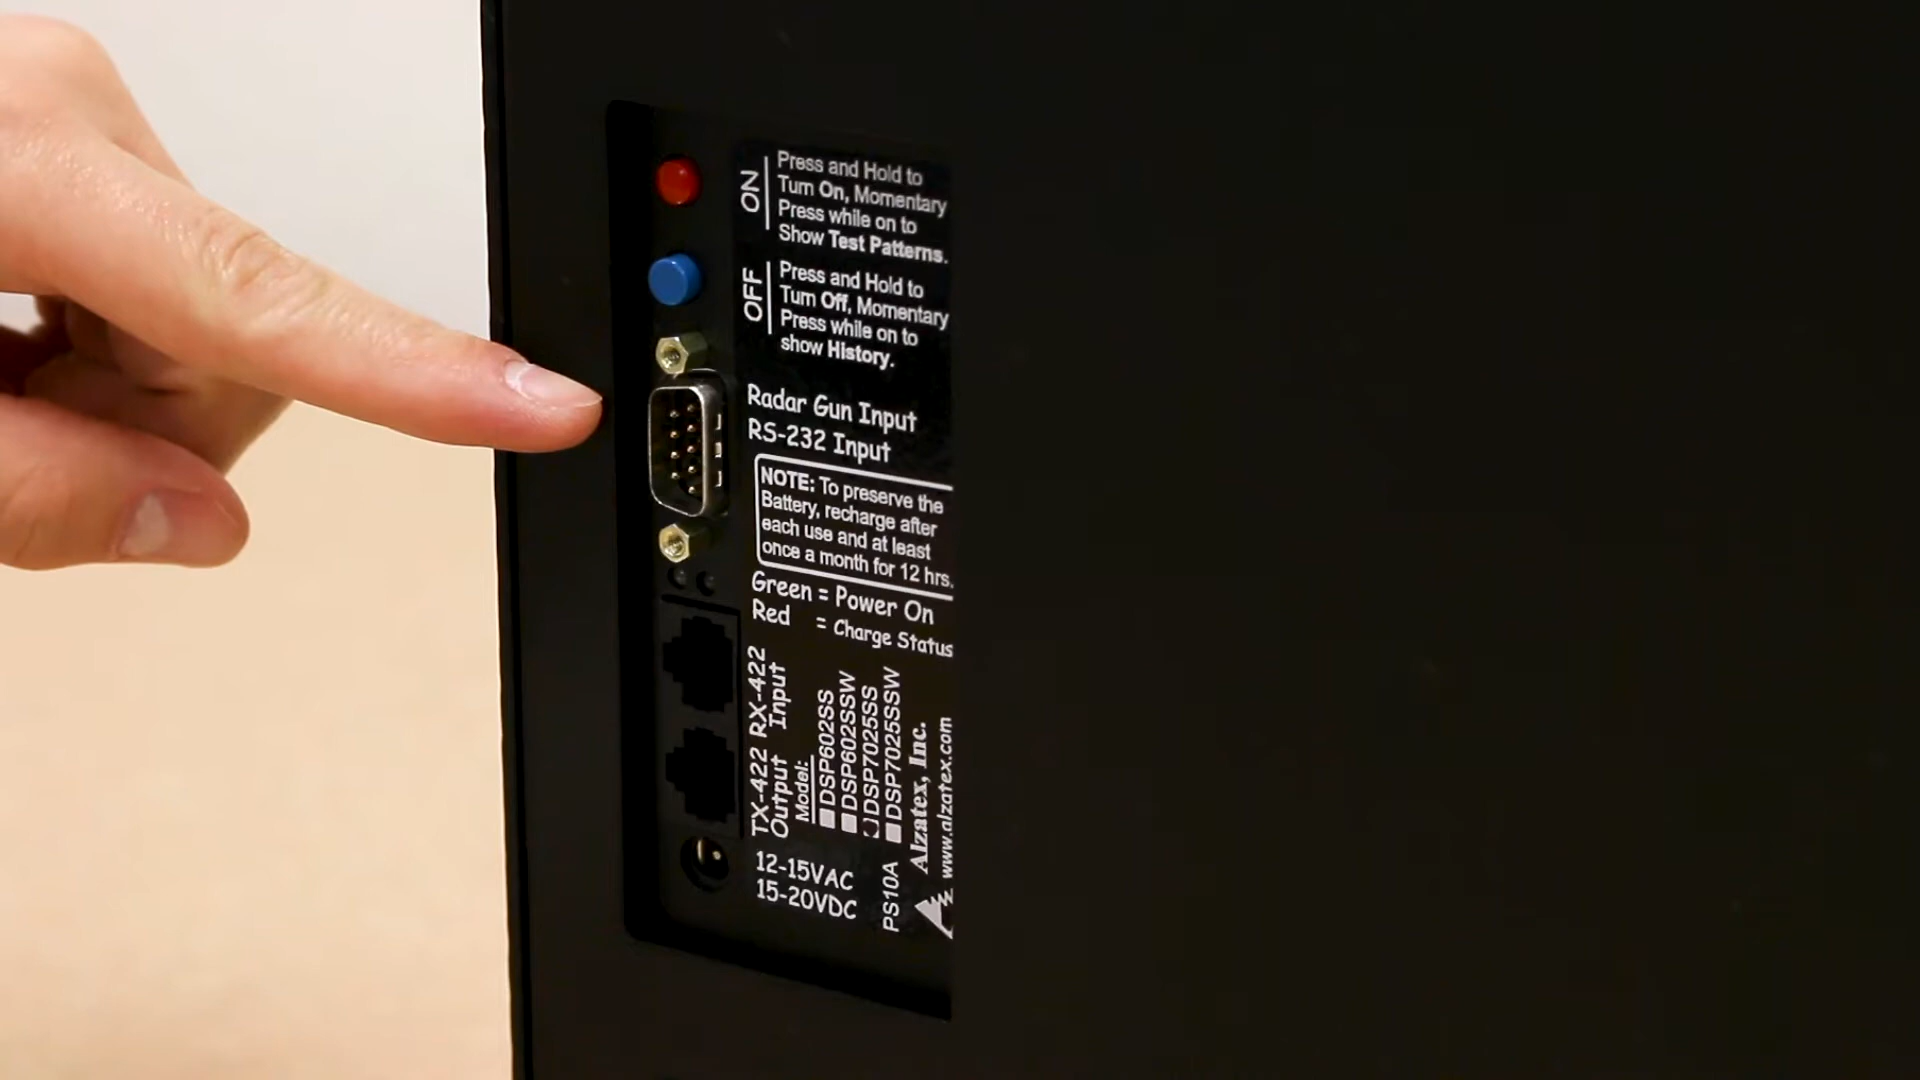 ON
Press and Hold to
Turn On, Momentary
Press while on to
Show Test Patterns.
OFF
Press and Hold to
Turn Off, Momentary
Press while on to
show History.
Radar Gun Input
RS-232 Input
NOTE: To preserve the
Battery, recharge after
each use and at least
once a month for 12 hrs.
Green = Power On
Red = Charge Status
RX-422
Input
TX-422
Output
Model:
DSP602SS
DSP602SSW
DSP7025SS
DSP7025SSW
Alzatex, Inc.
www.alzatex.com
12-15VAC
15-20VDC
PS10A